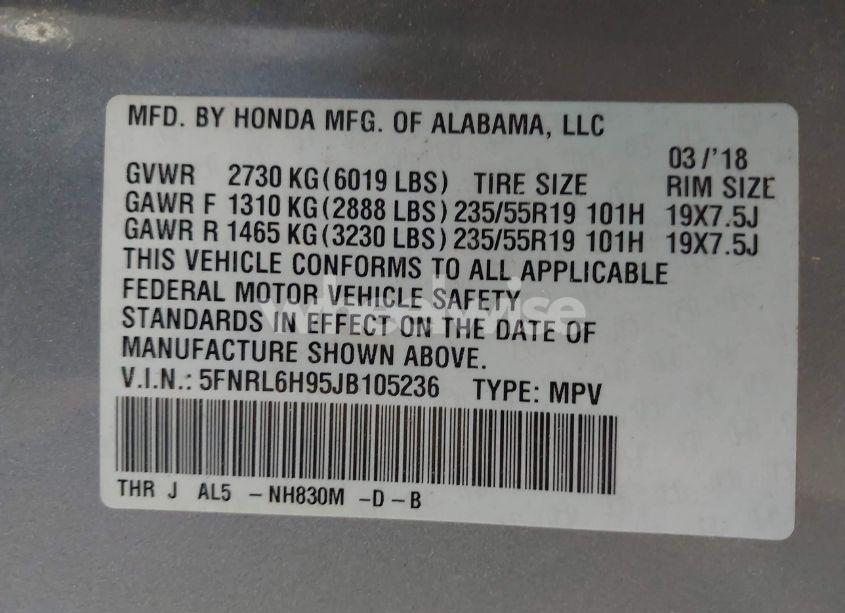 MFD. BY HONDA MFG. OF ALABAMA, LLC
03/'18
GVWR 2730 KG(6019 LBS) TIRE SIZE RIM SIZE
GAWR F 1310 KG(2888 LBS) 235/55R19 101H 19X7.5J
GAWR R 1465 KG(3230 LBS) 235/55R19 101H 19X7.5J
THIS VEHICLE CONFORMS TO ALL APPLICABLE
FEDERAL MOTOR VEHICLE SAFETY
STANDARDS IN EFFECT ON THE DATE OF
MANUFACTURE SHOWN ABOVE.
V.I.N.: 5FNRL6H95JB105236 TYPE: MPV
THR J AL5 -NH830M -D-B